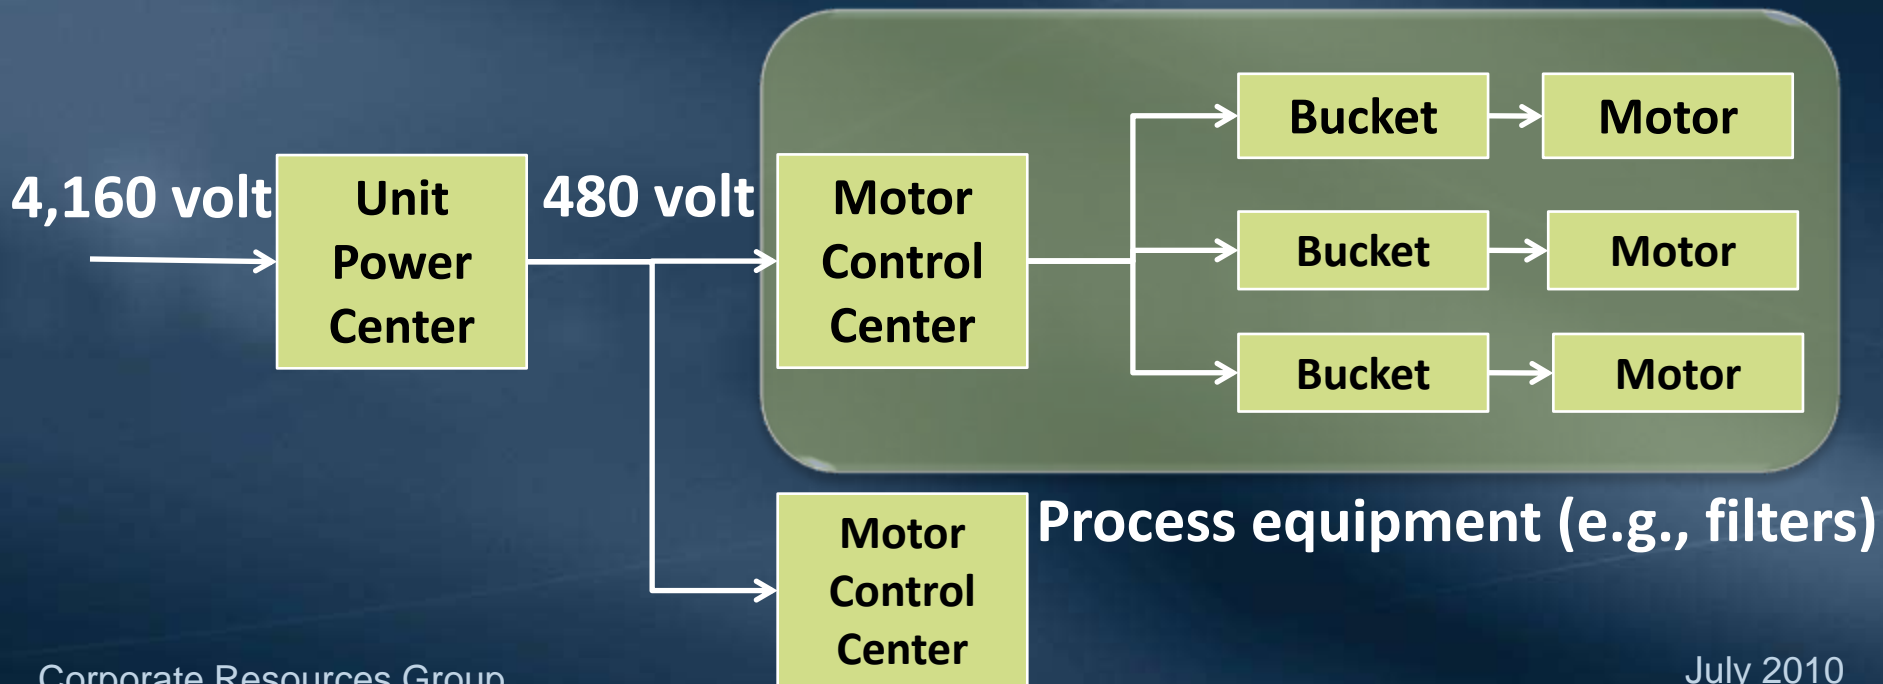 4,160 volt
Unit
Power
Center
480 volt
Motor
Control
Center
Bucket
Motor
Bucket
Motor
Bucket
Motor
Process equipment (e.g., filters)
Motor
Control
Center
Corporate Resources Group
July 2010